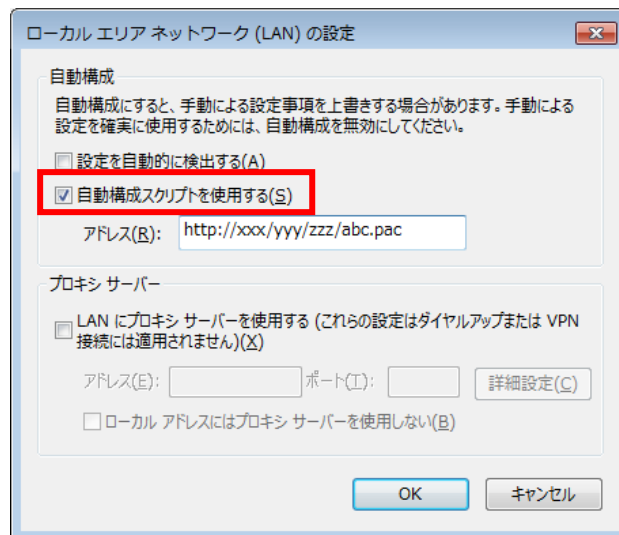 ローカル エリア ネットワーク (LAN) の設定
自動構成
自動構成にすると、手動による設定事項を上書きする場合があります。手動による
設定を確実に使用するためには、自動構成を無効にしてください。
設定を自動的に検出する(A)
自動構成スクリプトを使用する(S)
アドレス(R): http://xxx/yyy/zzz/abc.pac
プロキシ サーバー
LAN にプロキシ サーバーを使用する (これらの設定はダイヤルアップまたは VPN
接続には適用されません)(X)
アドレス(E): ポート(T): 詳細設定(C)
ローカル アドレスにはプロキシ サーバーを使用しない(B)
OK キャンセル